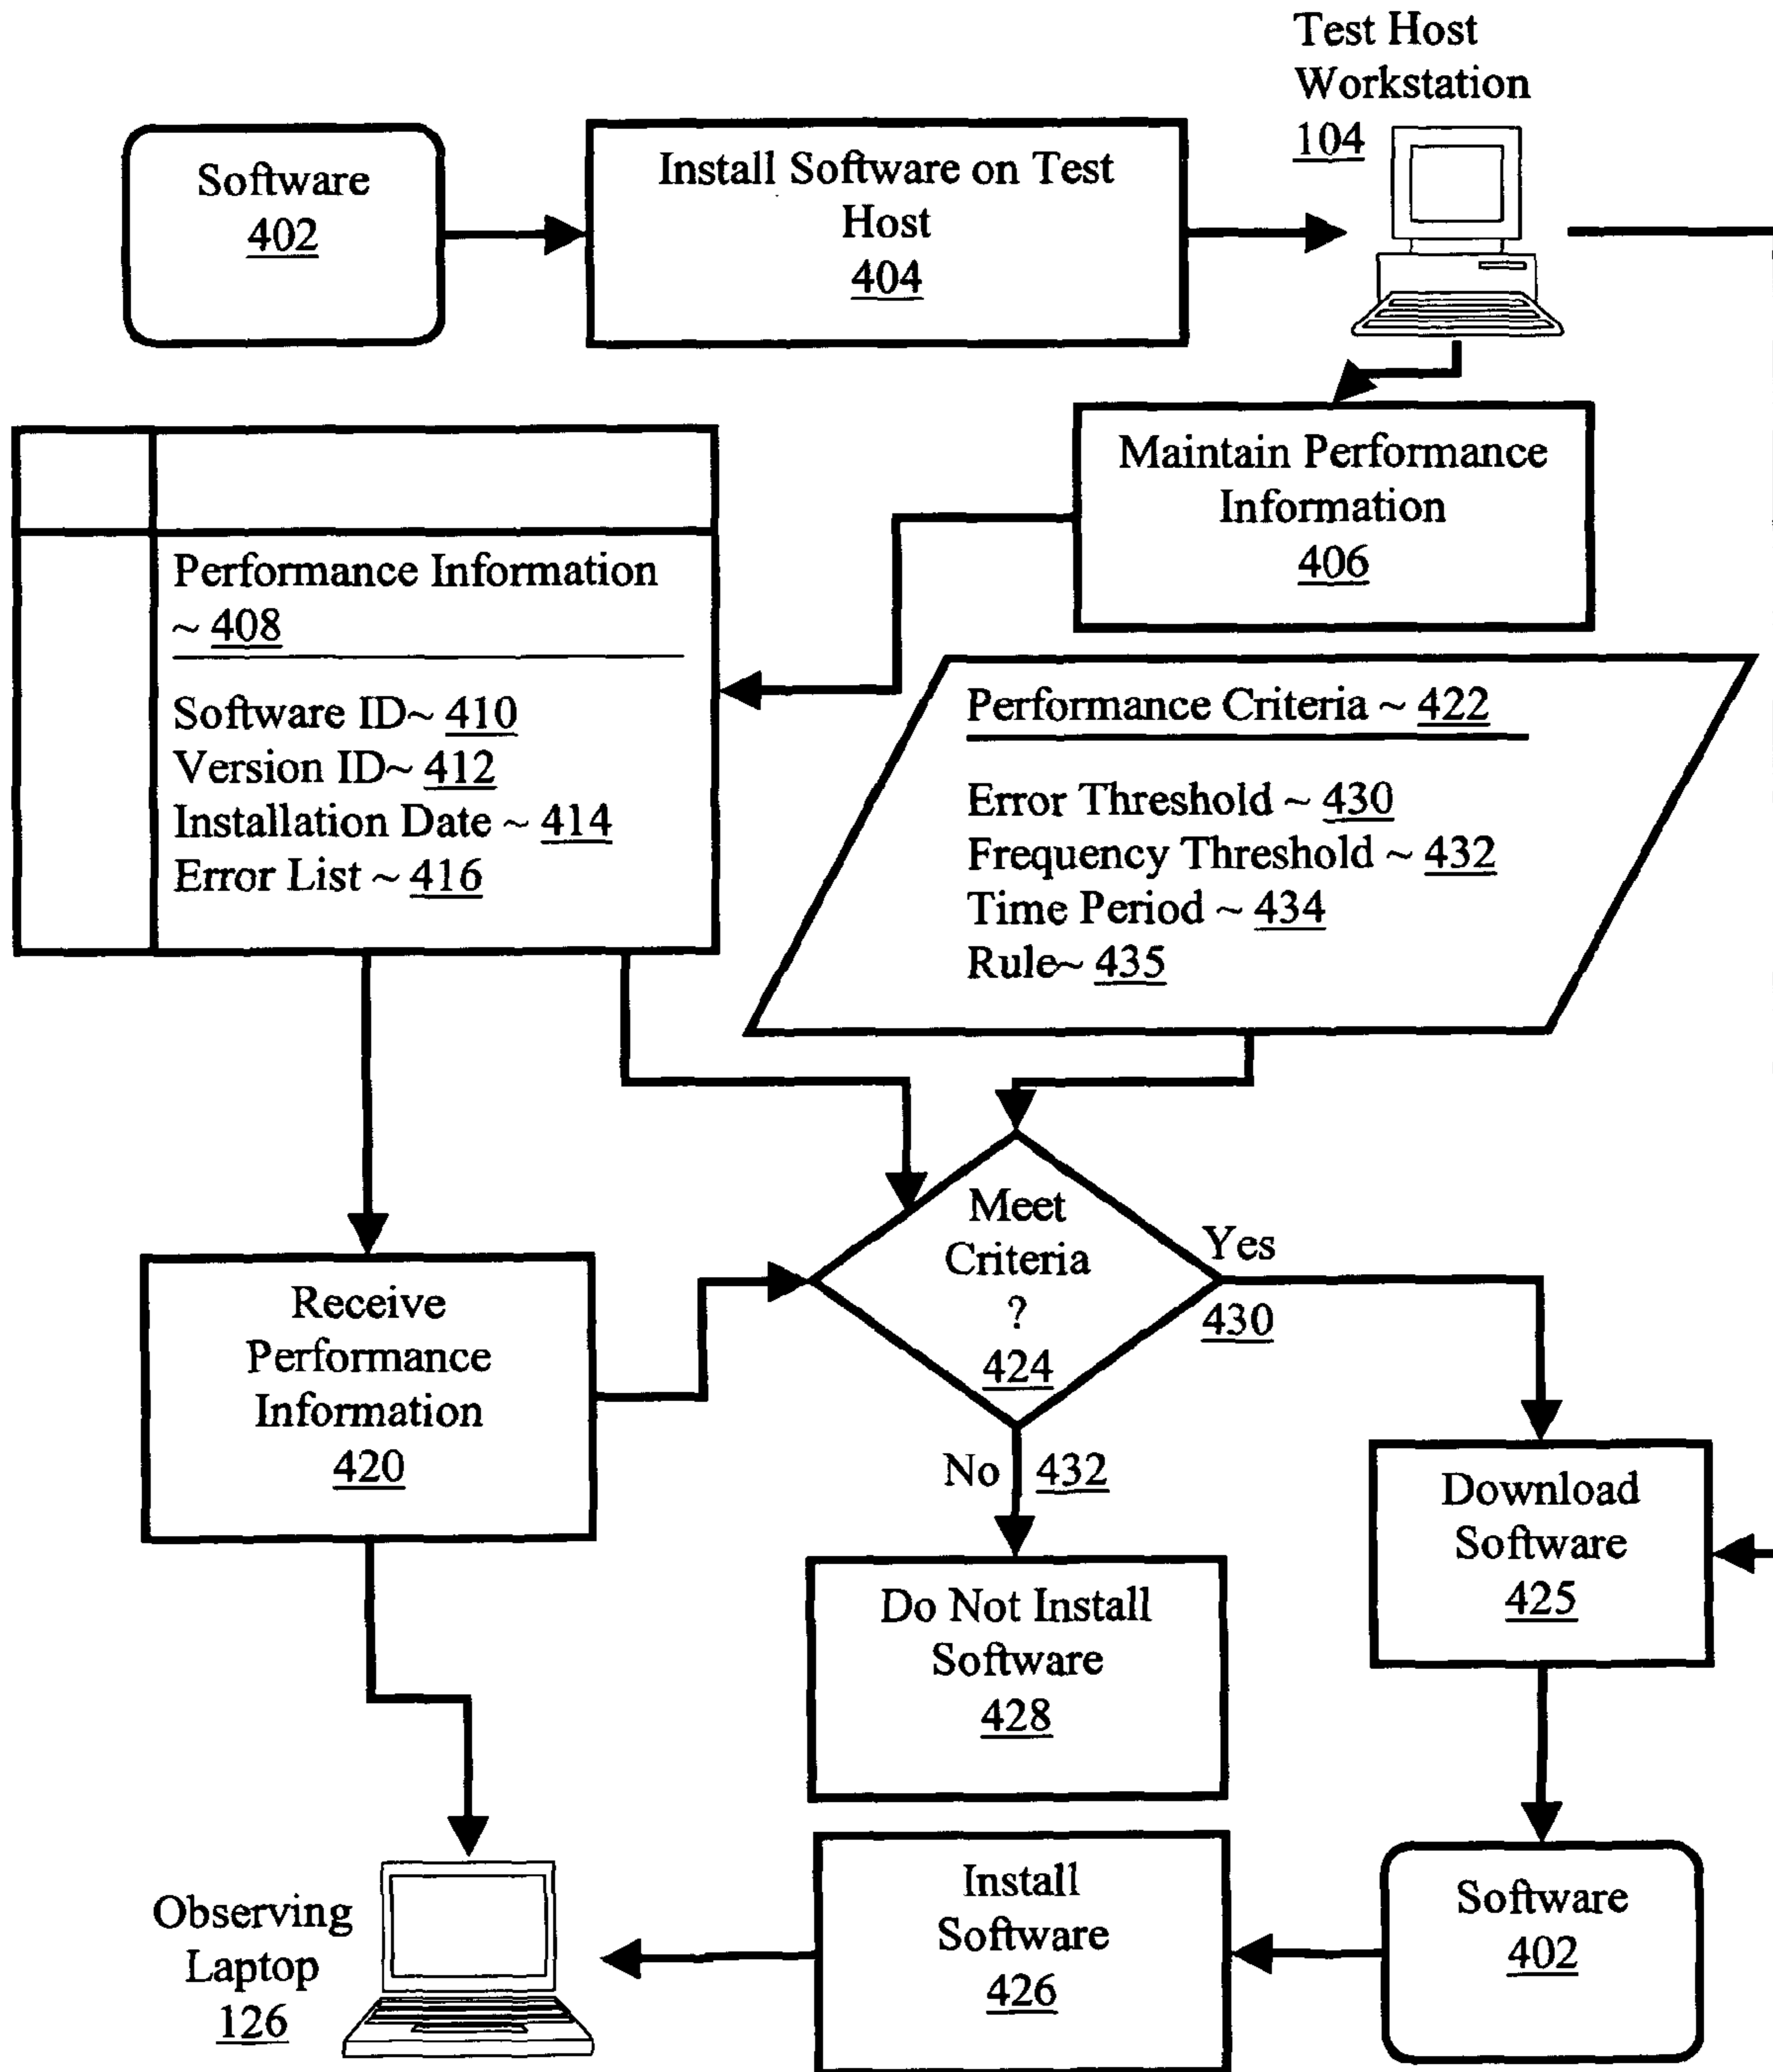 Test Host
Workstation
104
Software
402
Install Software on Test
Host
404
Maintain Performance
Information
406
Performance Information
~ 408
Software ID~ 410
Version ID~ 412
Installation Date ~ 414
Error List ~ 416
Performance Criteria ~ 422
Error Threshold ~ 430
Frequency Threshold ~ 432
Time Period ~ 434
Rule~ 435
Meet
Criteria
?
424
Yes
430
Receive
Performance
Information
420
No 432
Download
Software
425
Do Not Install
Software
428
Install
Software
426
Software
402
Observing
Laptop
126